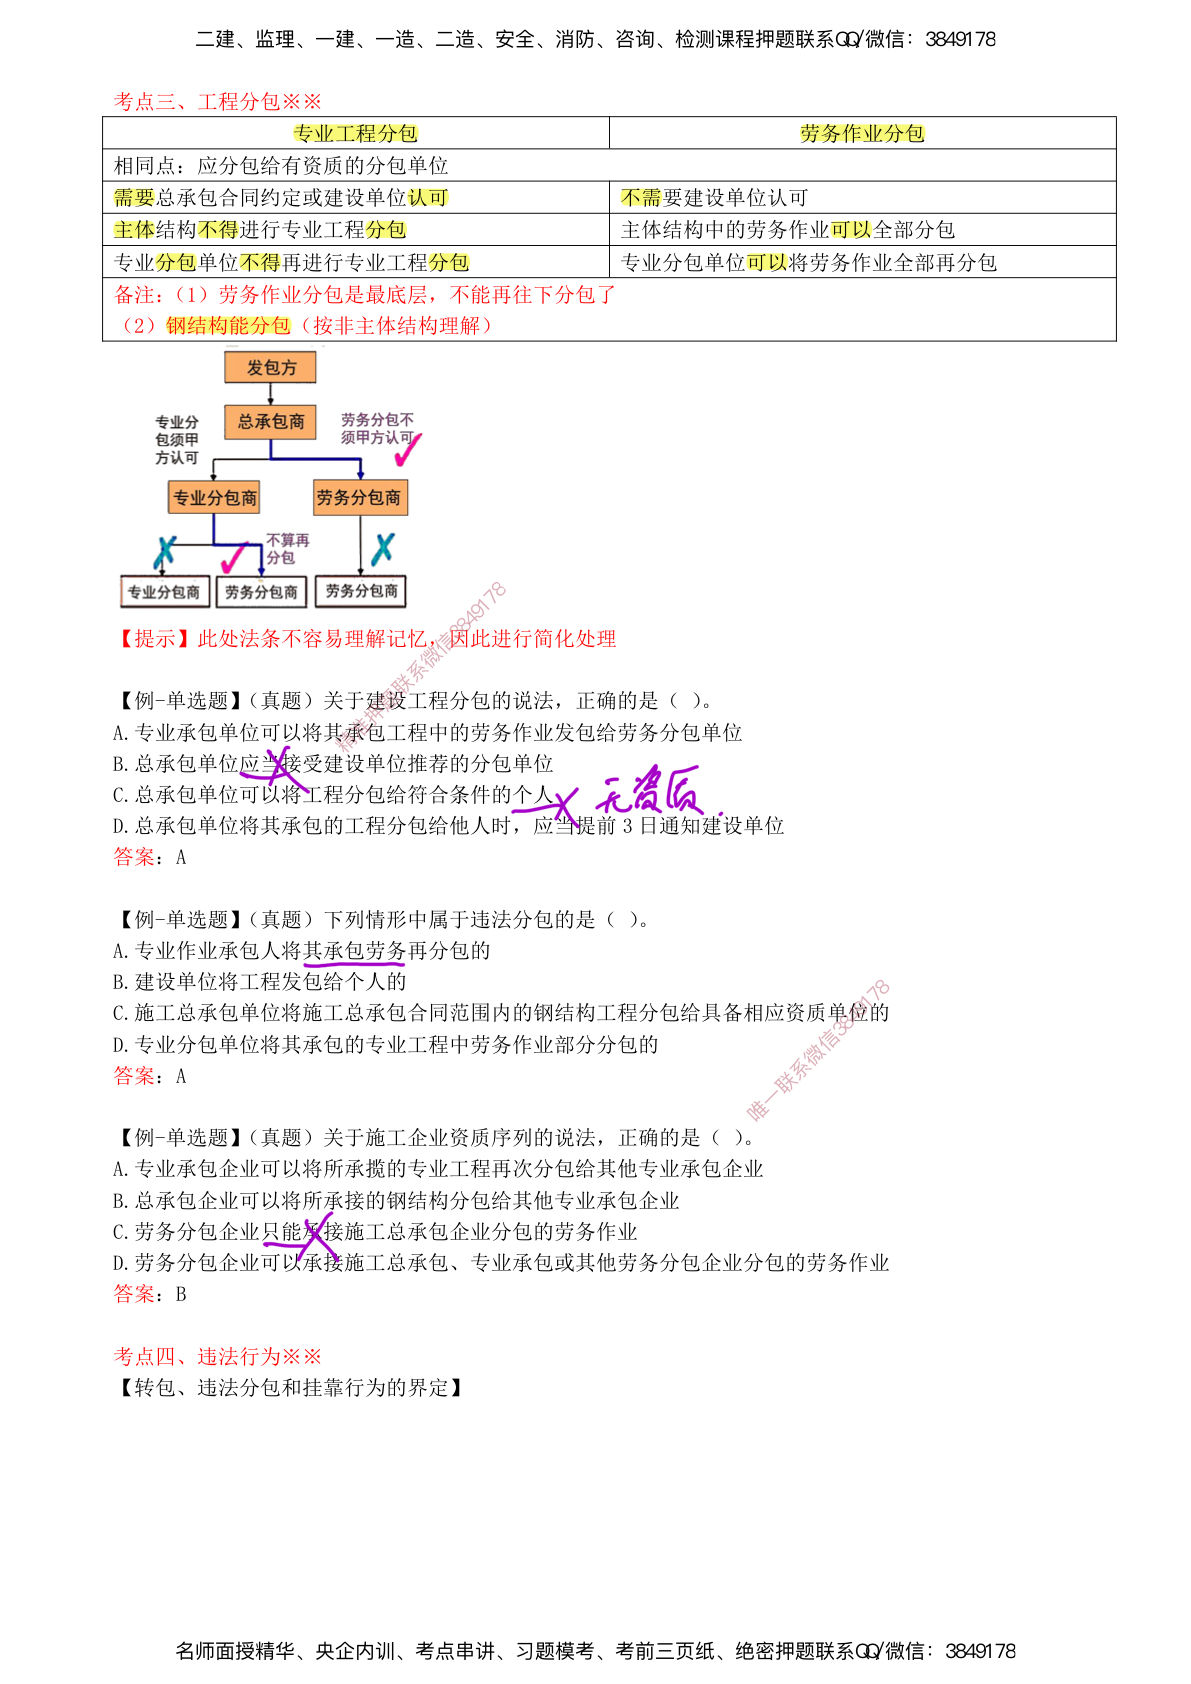 二建、监理、一建、一造、二造、安全、消防、咨询、检测课程押题联系QQ/微信：3849178
考点三、工程分包※※
专业工程分包 劳务作业分包
相同点：应分包给有资质的分包单位
需要总承包合同约定或建设单位认可 不需要建设单位认可
主体结构不得进行专业工程分包 主体结构中的劳务作业可以全部分包
专业分包单位不得再进行专业工程分包 专业分包单位可以将劳务作业全部再分包
备注：（1）劳务作业分包是最底层，不能再往下分包了
（2）钢结构能分包（按非主体结构理解）
发包方
总承包商
专业分
包须甲
方认可
劳务分包不
须甲方认可
专业分包商 劳务分包商
不算再
分包
专业分包商 劳务分包商 劳务分包商
【提示】此处法条不容易理解记忆，因此进行简化处理
精准押题联系微信3849178
【例-单选题】（真题）关于建设工程分包的说法，正确的是（ ）。
A.专业承包单位可以将其承包工程中的劳务作业发包给劳务分包单位
B.总承包单位应当接受建设单位推荐的分包单位
C.总承包单位可以将工程分包给符合条件的个人
无资质.
D.总承包单位将其承包的工程分包给他人时，应当提前 3 日通知建设单位
答案：A
【例-单选题】（真题）下列情形中属于违法分包的是（ ）。
A.专业作业承包人将其承包劳务再分包的
B.建设单位将工程发包给个人的
C.施工总承包单位将施工总承包合同范围内的钢结构工程分包给具备相应资质单位的
D.专业分包单位将其承包的专业工程中劳务作业部分分包的
答案：A
唯一联系微信3849178
【例-单选题】（真题）关于施工企业资质序列的说法，正确的是（ ）。
A.专业承包企业可以将所承揽的专业工程再次分包给其他专业承包企业
B.总承包企业可以将所承接的钢结构分包给其他专业承包企业
C.劳务分包企业只能承接施工总承包企业分包的劳务作业
D.劳务分包企业可以承接施工总承包、专业承包或其他劳务分包企业分包的劳务作业
答案：B
考点四、违法行为※※
【转包、违法分包和挂靠行为的界定】
名师面授精华、央企内训、考点串讲、习题模考、考前三页纸、绝密押题联系QQ/微信：3849178